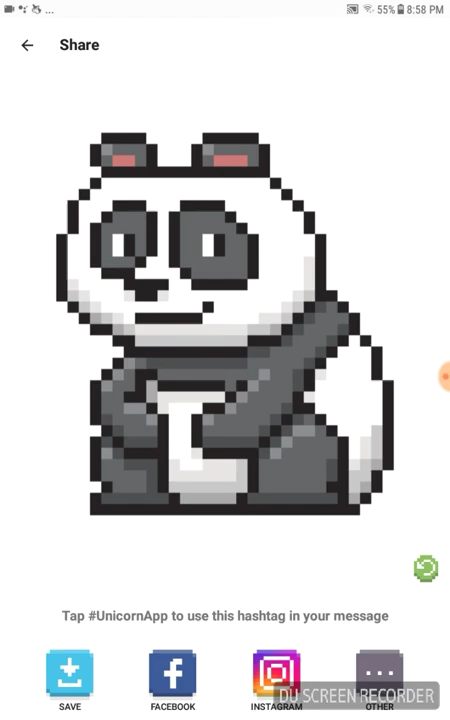 ... 55% 8:58 PM
Share
Tap #UnicornApp to use this hashtag in your message
SAVE FACEBOOK INSTAGRAM OTHER
DU SCREEN RECORDER